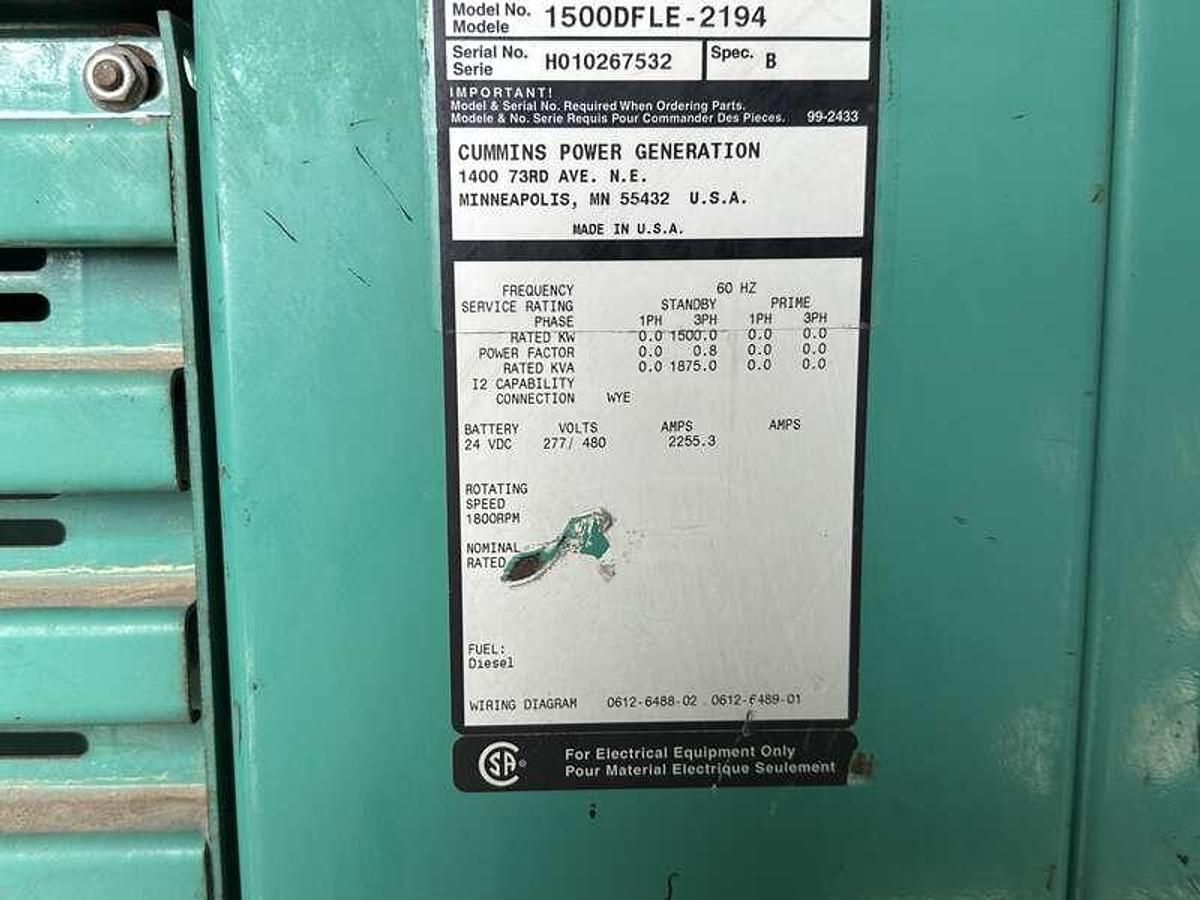 Model No. 1500DFLE-2194
Modele
Serial No. H010267532 Spec. B
Serie
IMPORTANT!
Model & Serial No. Required When Ordering Parts.
Modele & No. Serie Requis Pour Commander Des Pieces. 99-2433
CUMMINS POWER GENERATION
1400 73RD AVE. N.E.
MINNEAPOLIS, MN 55432 U.S.A.
MADE IN U.S.A.
FREQUENCY 60 HZ
SERVICE RATING STANDBY PRIME
PHASE 1PH 3PH 1PH 3PH
RATED KW 0.0 1500.0 0.0 0.0
POWER FACTOR 0.0 0.8 0.0 0.0
RATED KVA 0.0 1875.0 0.0 0.0
I2 CAPABILITY
CONNECTION WYE
BATTERY VOLTS AMPS AMPS
24 VDC 277/ 480 2255.3
ROTATING
SPEED
1800RPM
NOMINAL
RATED
FUEL:
Diesel
WIRING DIAGRAM 0612-6488-02 0612-6489-01
CSA® For Electrical Equipment Only
Pour Material Electrique Seulement